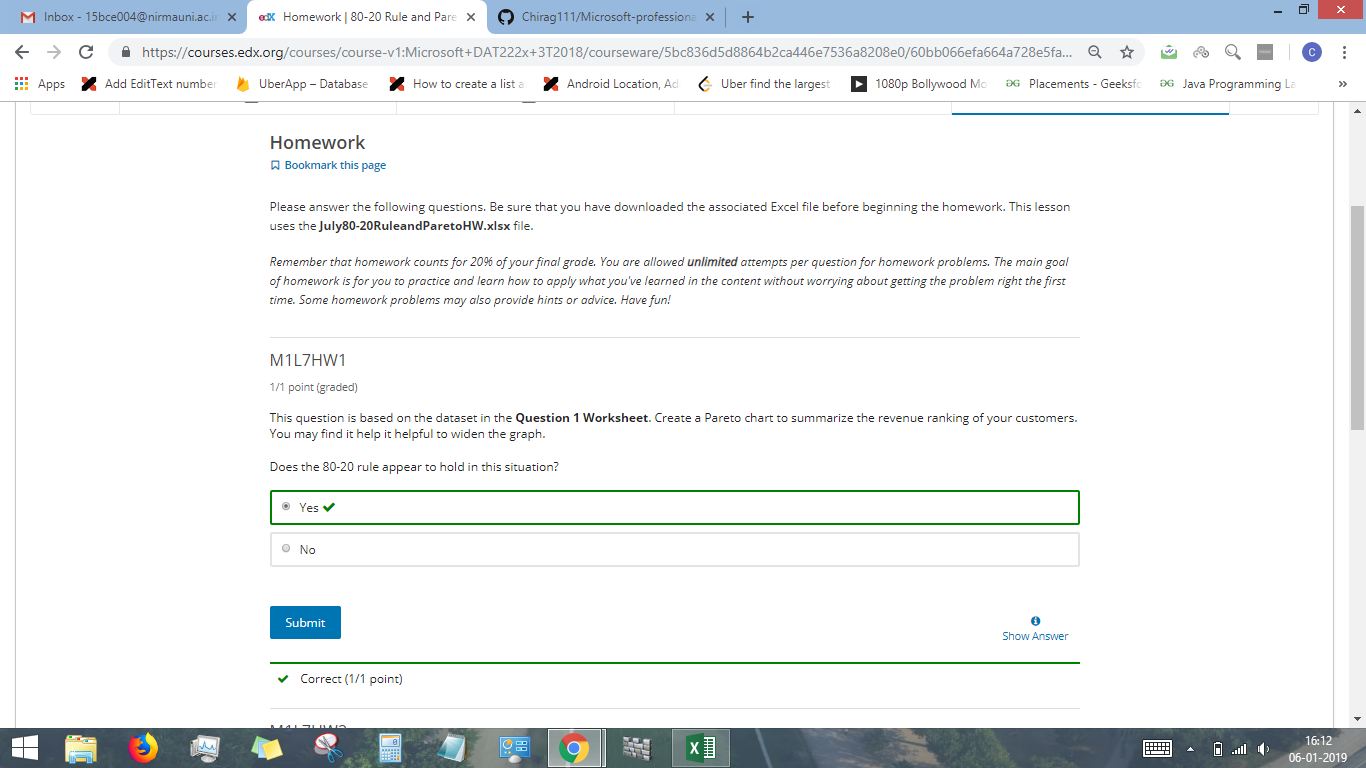 Inbox - 15bce004@nirmauni.ac.in
Homework | 80-20 Rule and Pare
Chirag111/Microsoft-professiona
https://courses.edx.org/courses/course-v1:Microsoft+DAT222x+3T2018/courseware/5bc836d5d8864b2ca446e7536a8208e0/60bb066efa664a728e5fa...
C
Apps
Add EditText number
UberApp – Database
How to create a list a
Android Location, Ad
Uber find the largest
1080p Bollywood Mo
Placements - Geeksfo
Java Programming La
Homework
Bookmark this page
Please answer the following questions. Be sure that you have downloaded the associated Excel file before beginning the homework. This lesson
uses the July80-20RuleandParetoHW.xlsx file.
Remember that homework counts for 20% of your final grade. You are allowed unlimited attempts per question for homework problems. The main goal
of homework is for you to practice and learn how to apply what you've learned in the content without worrying about getting the problem right the first
time. Some homework problems may also provide hints or advice. Have fun!
M1L7HW1
1/1 point (graded)
This question is based on the dataset in the Question 1 Worksheet. Create a Pareto chart to summarize the revenue ranking of your customers.
You may find it help it helpful to widen the graph.
Does the 80-20 rule appear to hold in this situation?
Yes
No
Submit
Show Answer
Correct (1/1 point)
16:12
06-01-2019